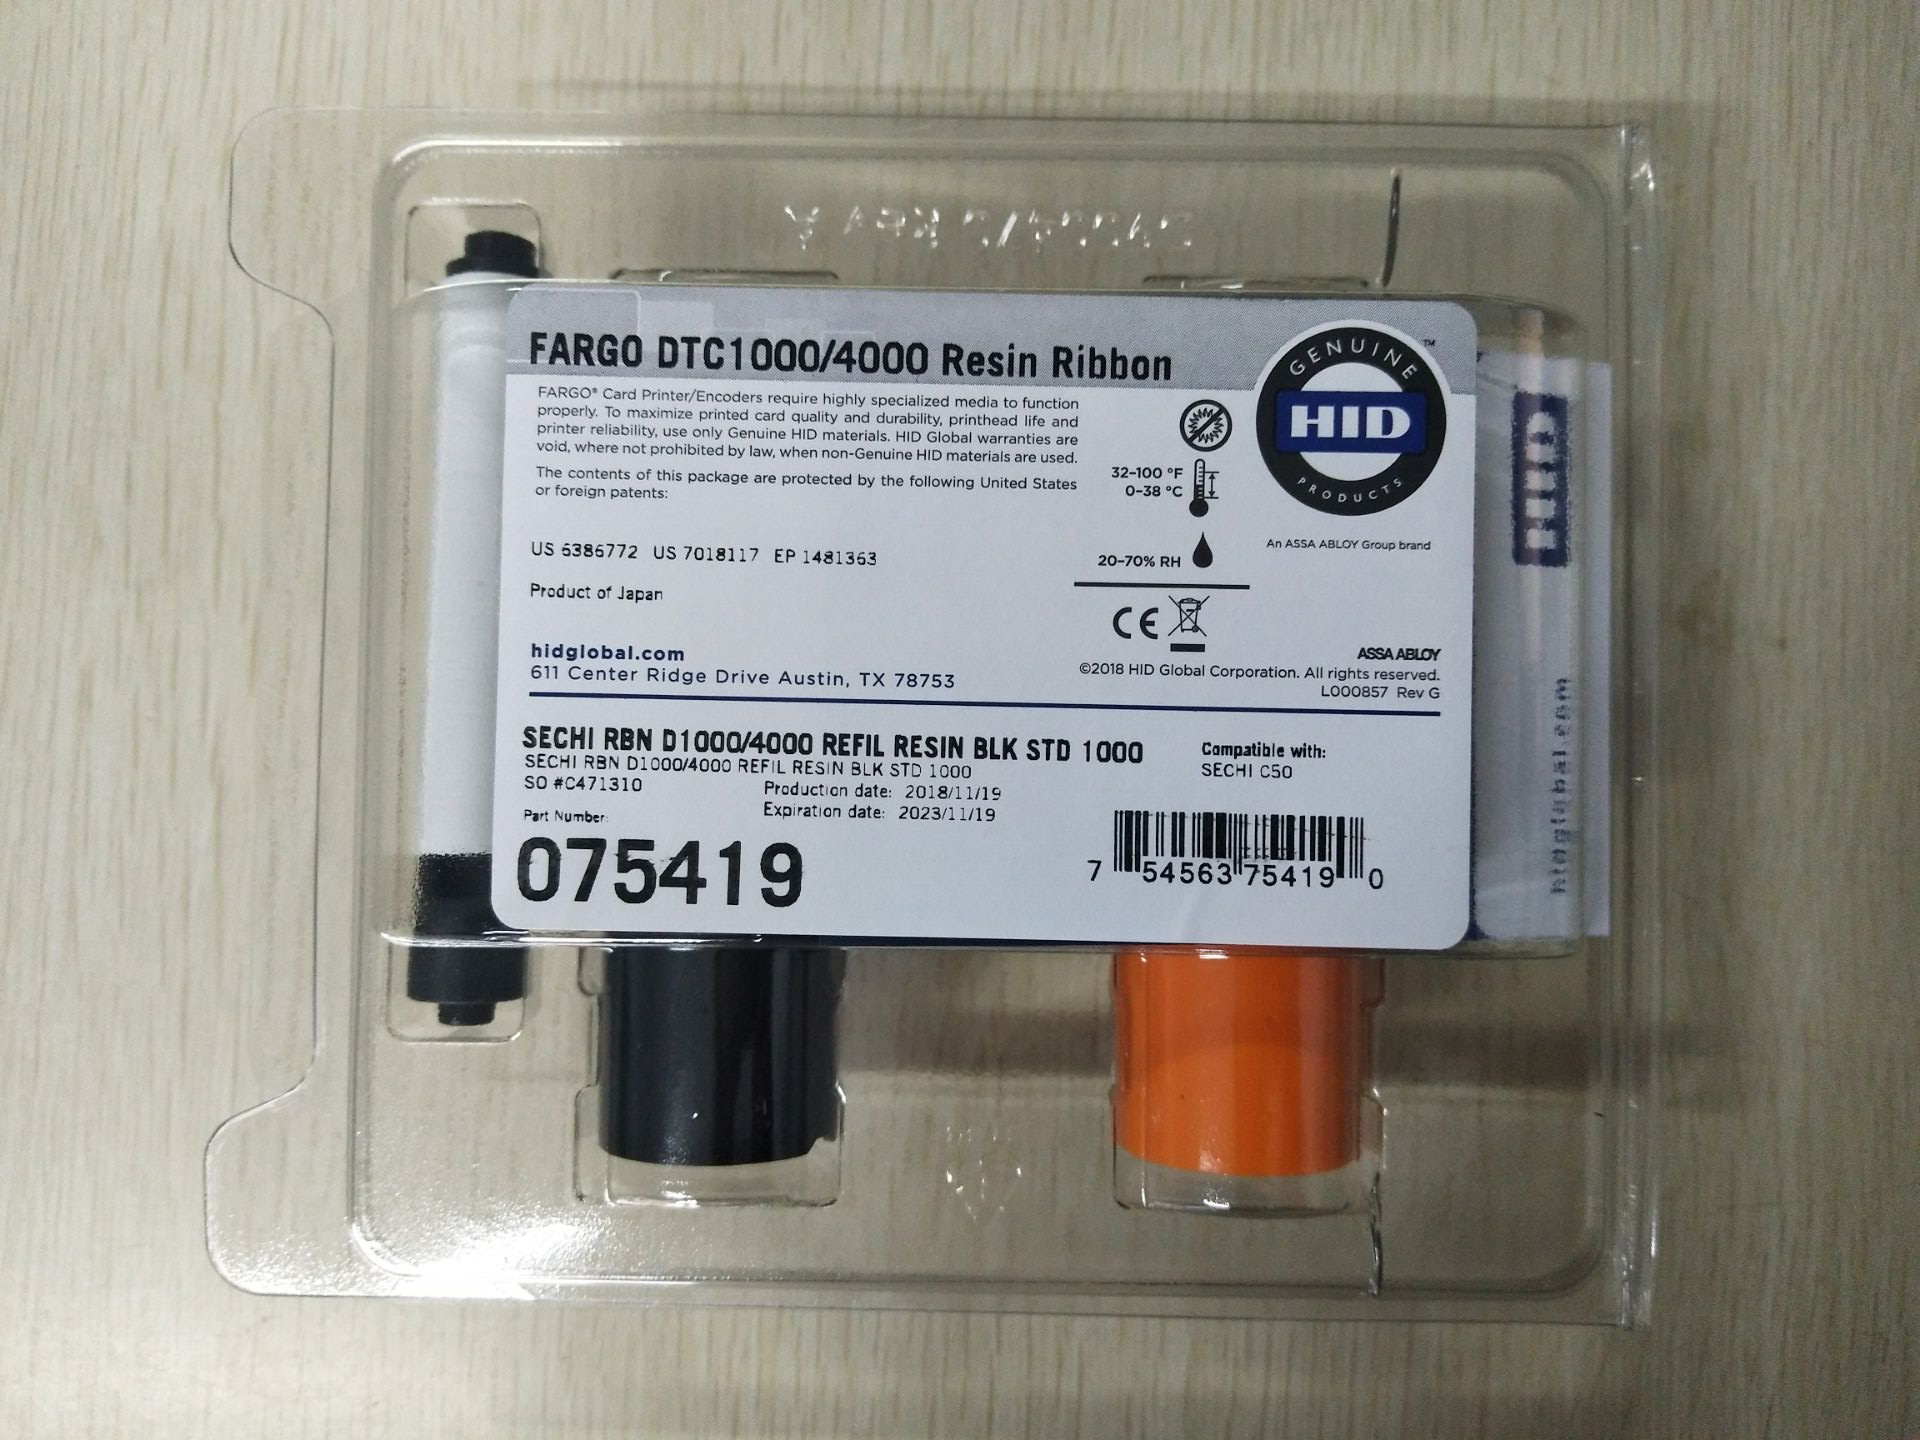 FARGO DTC1000/4000 Resin Ribbon
FARGO® Card Printer/Encoders require highly specialized media to function
properly. To maximize printed card quality and durability, printhead life and
printer reliability, use only Genuine HID materials. HID Global warranties are
void, where not prohibited by law, when non-Genuine HID materials are used.
The contents of this package are protected by the following United States
or foreign patents:
US 6386772 US 7018117 EP 1481363
Product of Japan
hidglobal.com
611 Center Ridge Drive Austin, TX 78753
GENUINE
HID
PRODUCTS
™
An ASSA ABLOY Group brand
32-100 °F
0-38 °C
20-70% RH
CE
ASSA ABLOY
©2018 HID Global Corporation. All rights reserved.
L000857 Rev G
SECHI RBN D1000/4000 REFIL RESIN BLK STD 1000
SECHI RBN D1000/4000 REFIL RESIN BLK STD 1000
SO #C471310
Production date: 2018/11/19
Expiration date: 2023/11/19
Part Number:
075419
Compatible with:
SECHI C50
7 54563 75419 0
HID
hidglobal.com